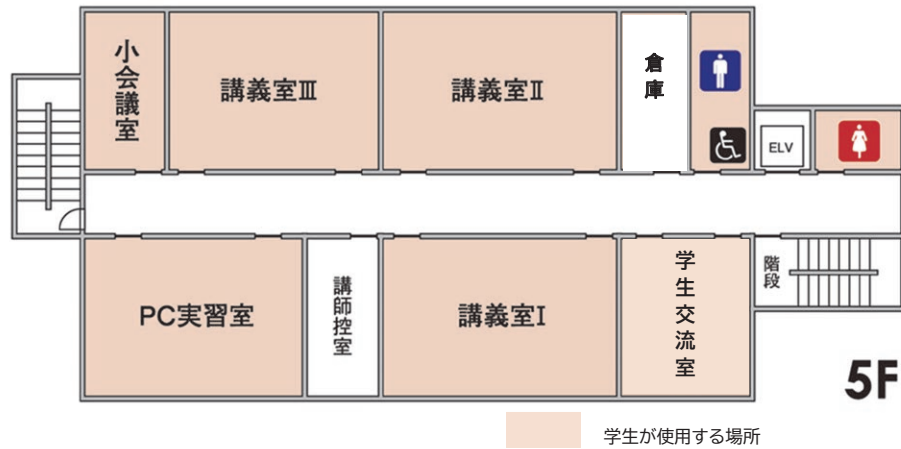 小会議室
講義室Ⅲ
講義室Ⅱ
倉庫
ELV
PC実習室
講師控室
講義室Ⅰ
学生交流室
階段
5F
学生が使用する場所